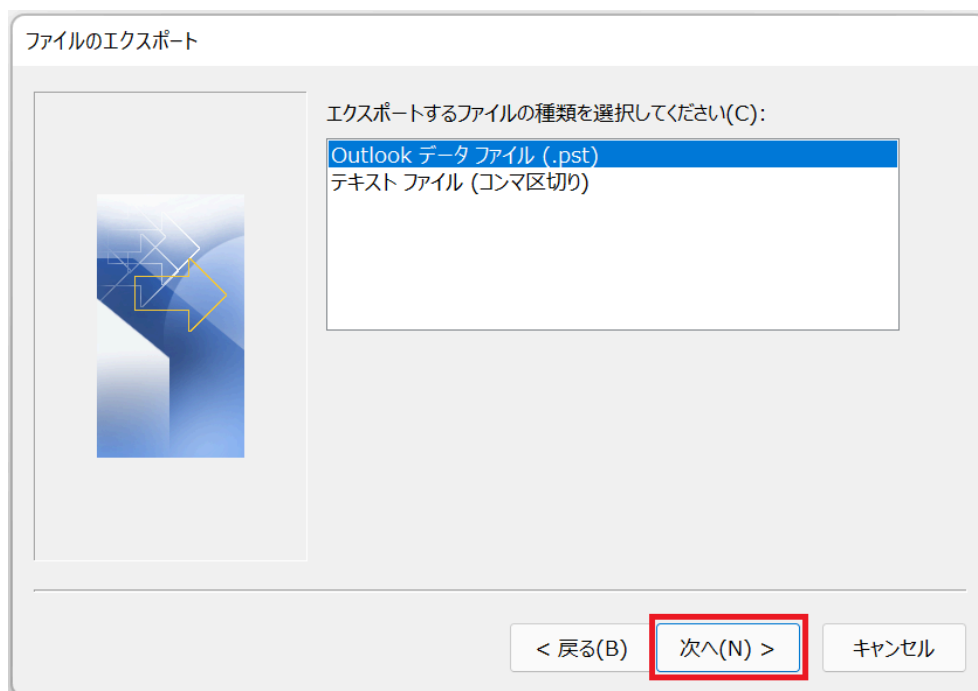 ファイルのエクスポート
エクスポートするファイルの種類を選択してください(C):
Outlook データ ファイル (.pst)
テキスト ファイル (コンマ区切り)
< 戻る(B)
次へ(N) >
キャンセル